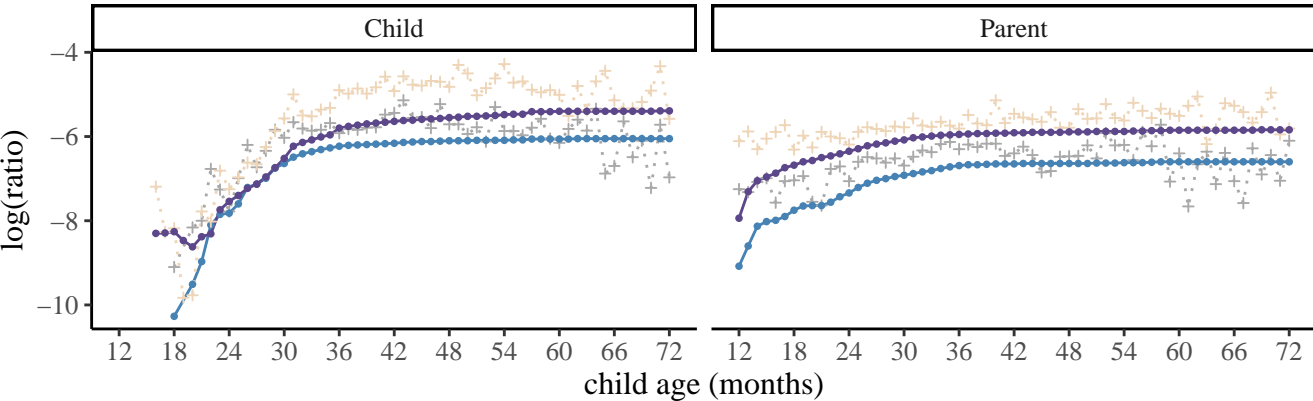 Child Parent
log(ratio)
−4
−6
−8
−10
12 18 24 30 36 42 48 54 60 66 72 12 18 24 30 36 42 48 54 60 66 72
child age (months)